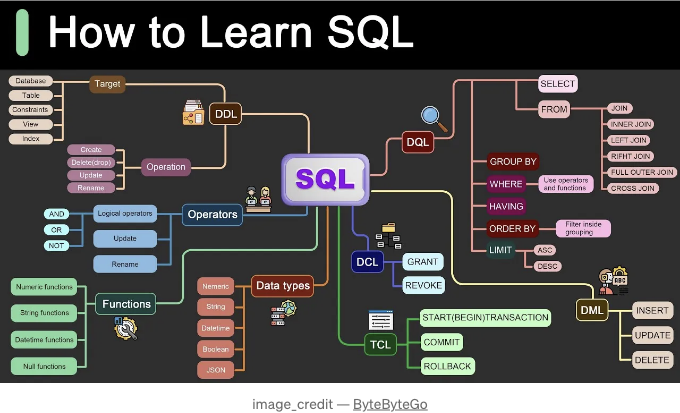 How to Learn SQL
Database
Table
Constraints
View
Index
Target
DDL
Create
Delete(drop)
Update
Rename
Operation
SQL
DQL
SELECT
FROM
JOIN
INNER JOIN
LEFT JOIN
RIFHT JOIN
FULL OUTER JOIN
CROSS JOIN
GROUP BY
WHERE
Use operators
and functions
HAVING
ORDER BY
Filter inside
grouping
LIMIT
ASC
DESC
AND
OR
NOT
Logical operators
Update
Rename
Operators
DCL
GRANT
REVOKE
Numeric functions
String functions
Datetime functions
Null functions
Functions
Nemeric
String
Datetime
Boolean
JSON
Data types
TCL
START(BEGIN)TRANSACTION
COMMIT
ROLLBACK
ABC
DML
INSERT
UPDATE
DELETE
image_credit — ByteByteGo